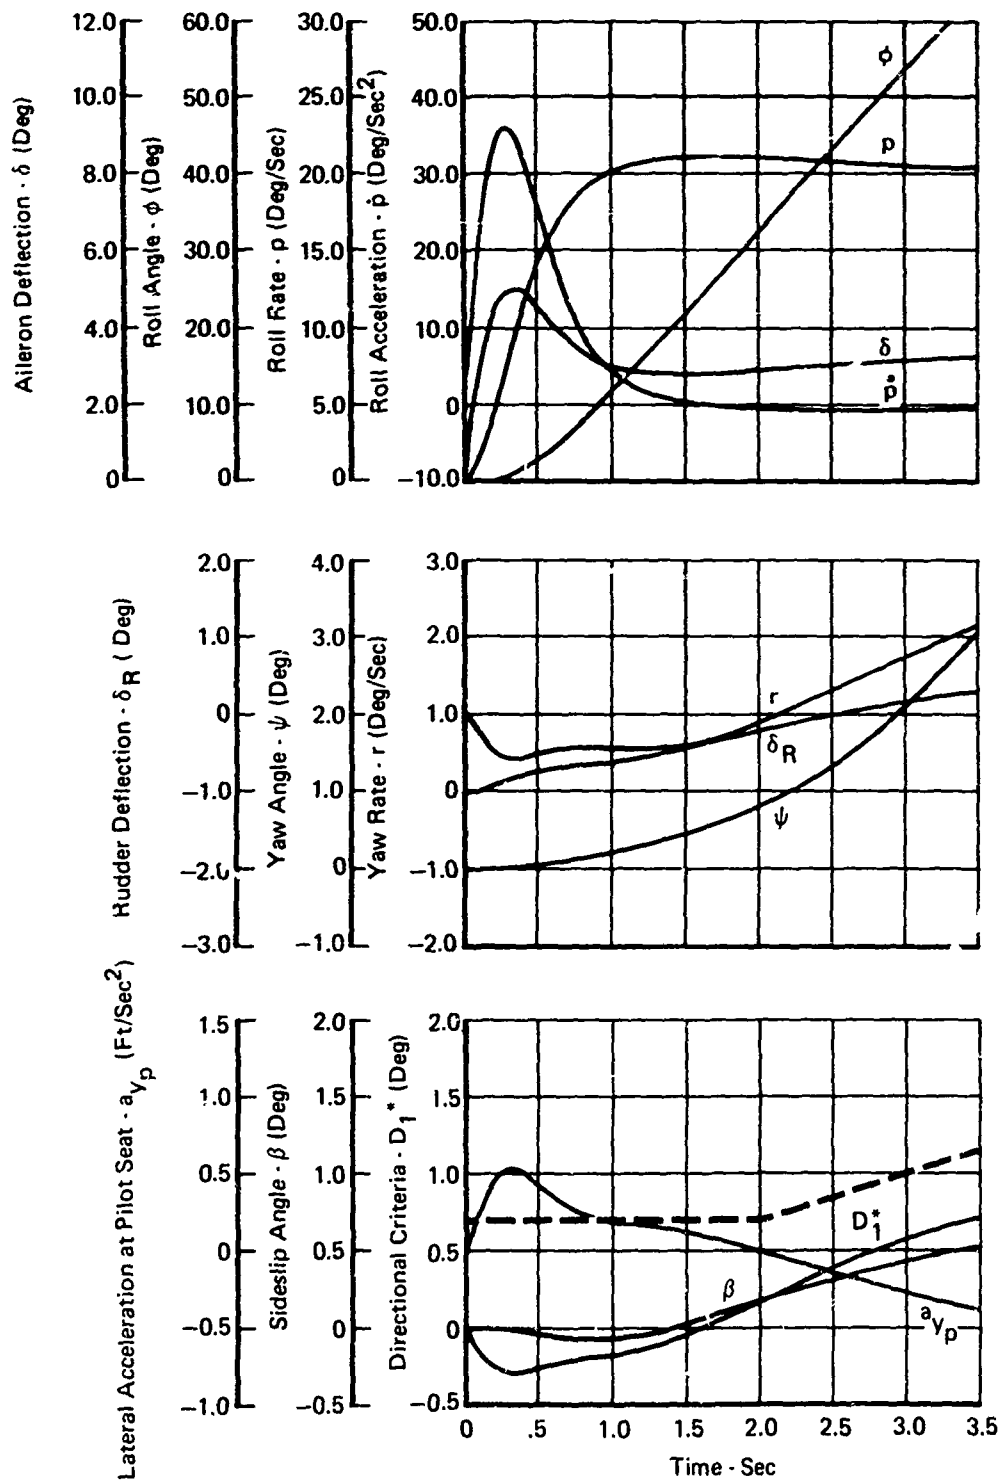 Aileron Deflection - δ (Deg)
12.0
10.0
8.0
6.0
4.0
2.0
0
Roll Angle - ϕ (Deg)
60.0
50.0
40.0
30.0
20.0
10.0
0
Roll Rate - p (Deg/Sec)
30.0
25.0
20.0
15.0
10.0
5.0
0
Roll Acceleration - ṗ (Deg/Sec²)
50.0
40.0
30.0
20.0
10.0
0
−10.0
ϕ
p
δ
ṗ
Rudder Deflection - δR (Deg)
2.0
1.0
0
−1.0
−2.0
−3.0
Yaw Angle - ψ (Deg)
4.0
3.0
2.0
1.0
0
−1.0
Yaw Rate - r (Deg/Sec)
3.0
2.0
1.0
0
−1.0
−2.0
r
δR
ψ
Lateral Acceleration at Pilot Seat - ayp (Ft/Sec²)
1.5
1.0
0.5
0
−0.5
−1.0
Sideslip Angle - β (Deg)
2.0
1.5
1.0
0.5
0
−0.5
Directional Criteria - D1* (Deg)
2.0
1.5
1.0
0.5
0
−0.5
D1*
β
ayp
0 .5 1.0 1.5 2.0 2.5 3.0 3.5
Time - Sec